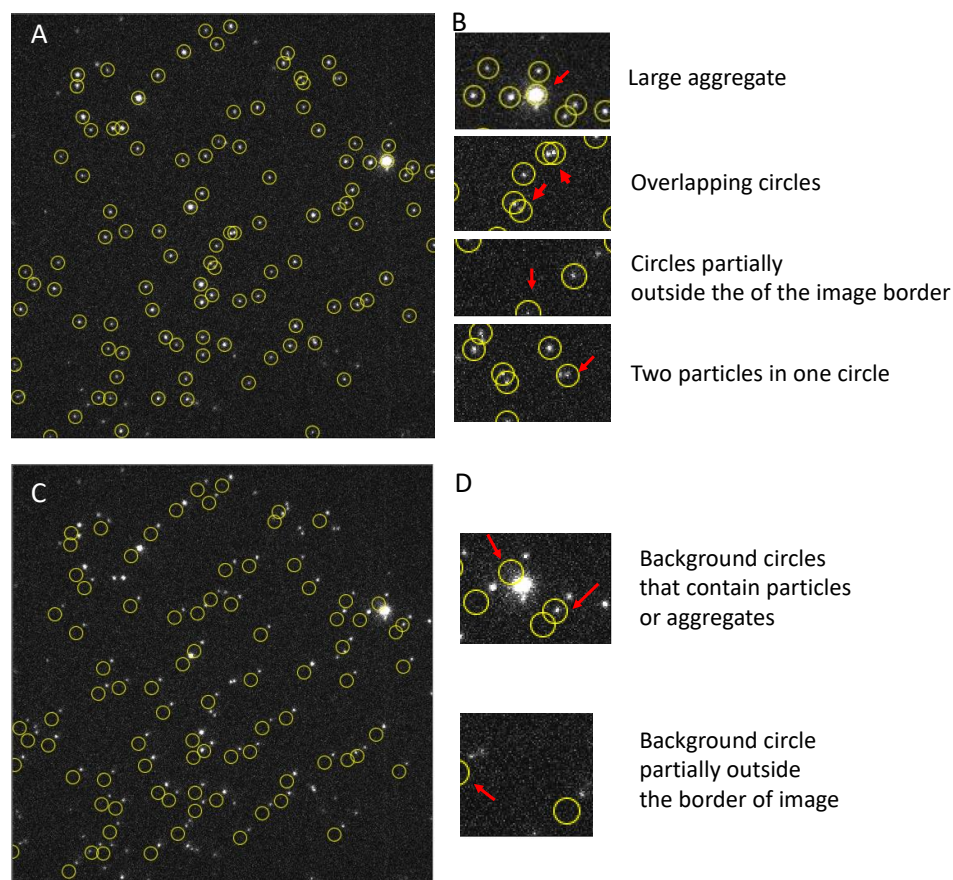 A
B
Large aggregate
Overlapping circles
Circles partially
outside the of the image border
Two particles in one circle
C
D
Background circles
that contain particles
or aggregates
Background circle
partially outside
the border of image